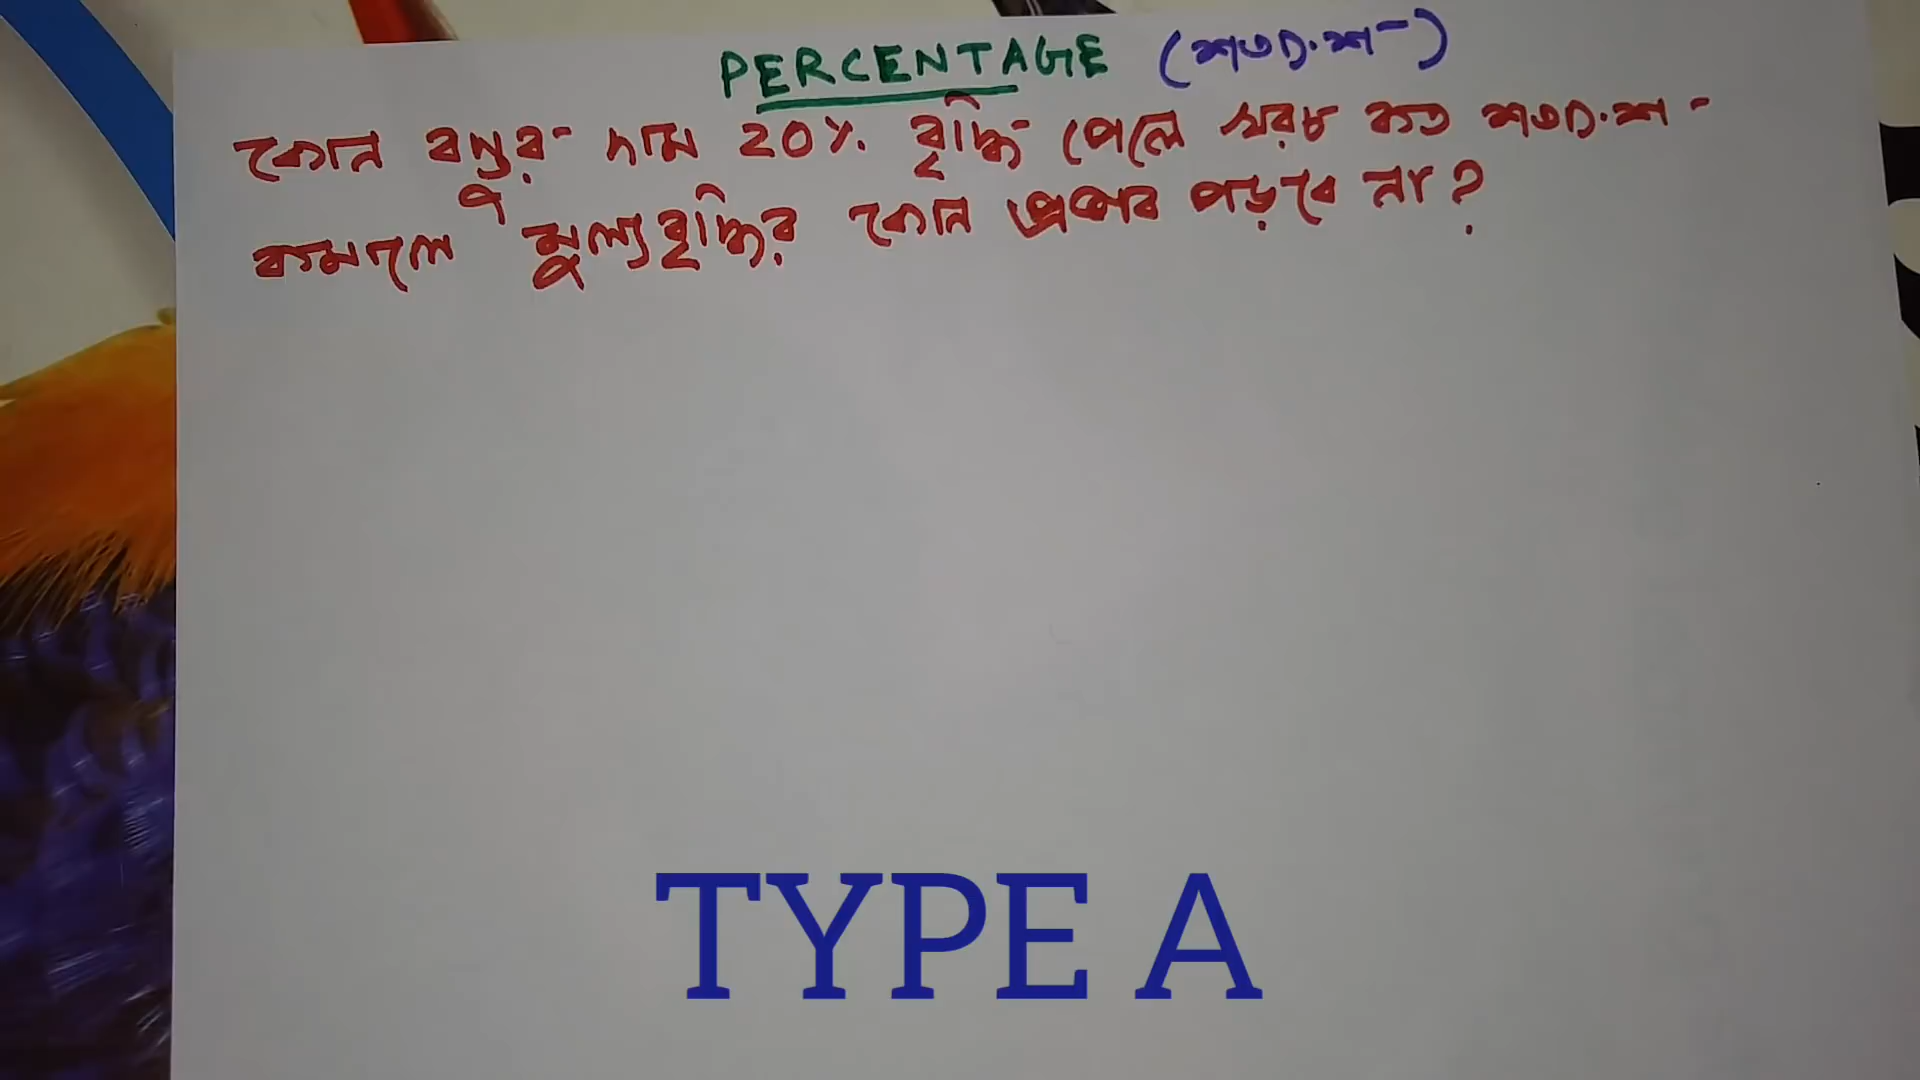 PERCENTAGE (শতাংশ)
কোন বস্তুর দাম 20% বৃদ্ধি পেলে খরচ কত শতাংশ
কমালে মুল্যবৃদ্ধির কোন প্রভাব পড়বে না?
TYPE A